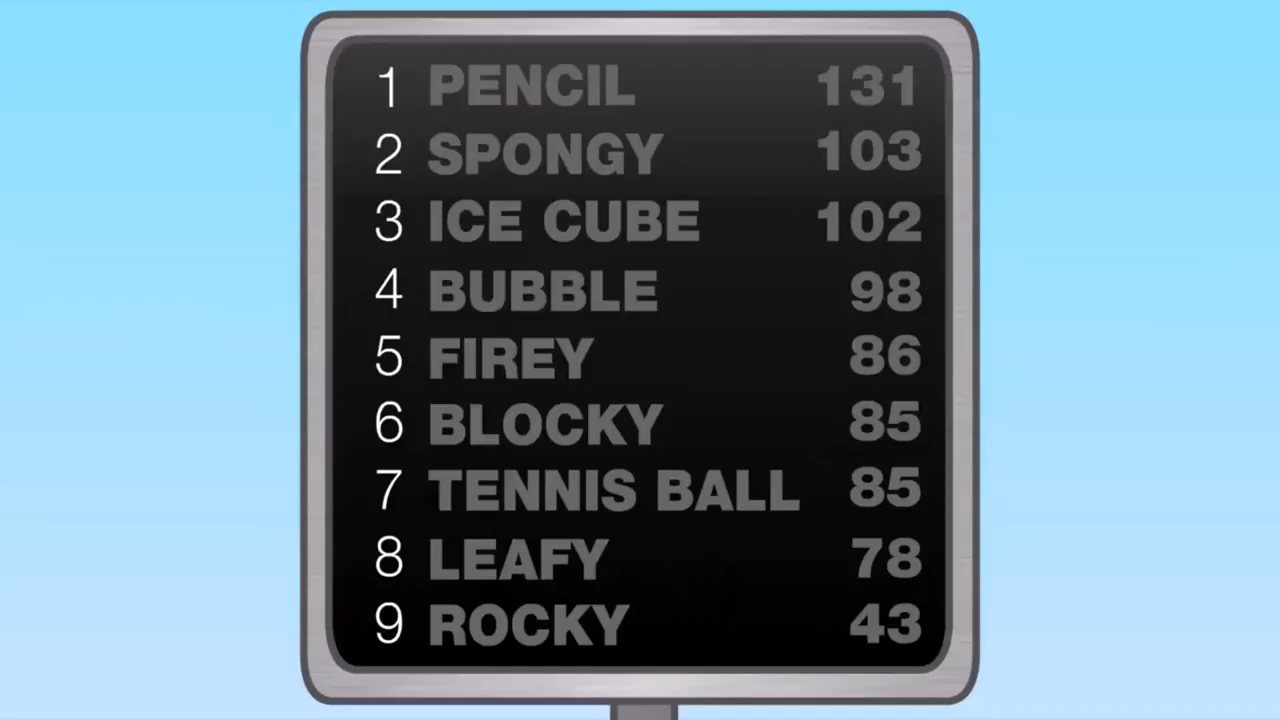 1 PENCIL 131
2 SPONGY 103
3 ICE CUBE 102
4 BUBBLE 98
5 FIREY 86
6 BLOCKY 85
7 TENNIS BALL 85
8 LEAFY 78
9 ROCKY 43